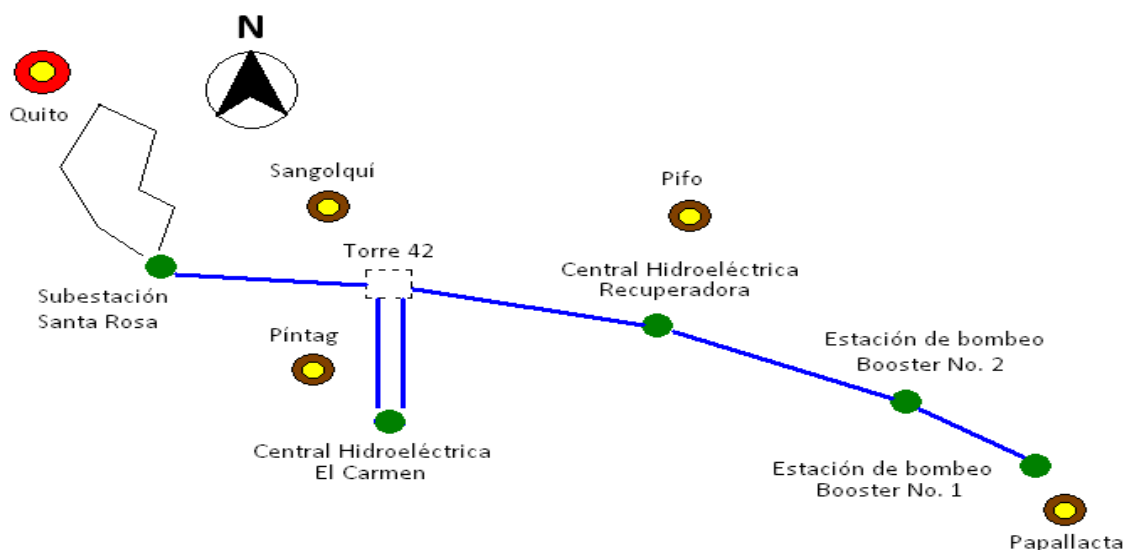 N
Quito
Sangolquí
Pifo
Torre 42
Central Hidroeléctrica
Recuperadora
Subestación
Santa Rosa
Píntag
Estación de bombeo
Booster No. 2
Central Hidroeléctrica
El Carmen
Estación de bombeo
Booster No. 1
Papallacta